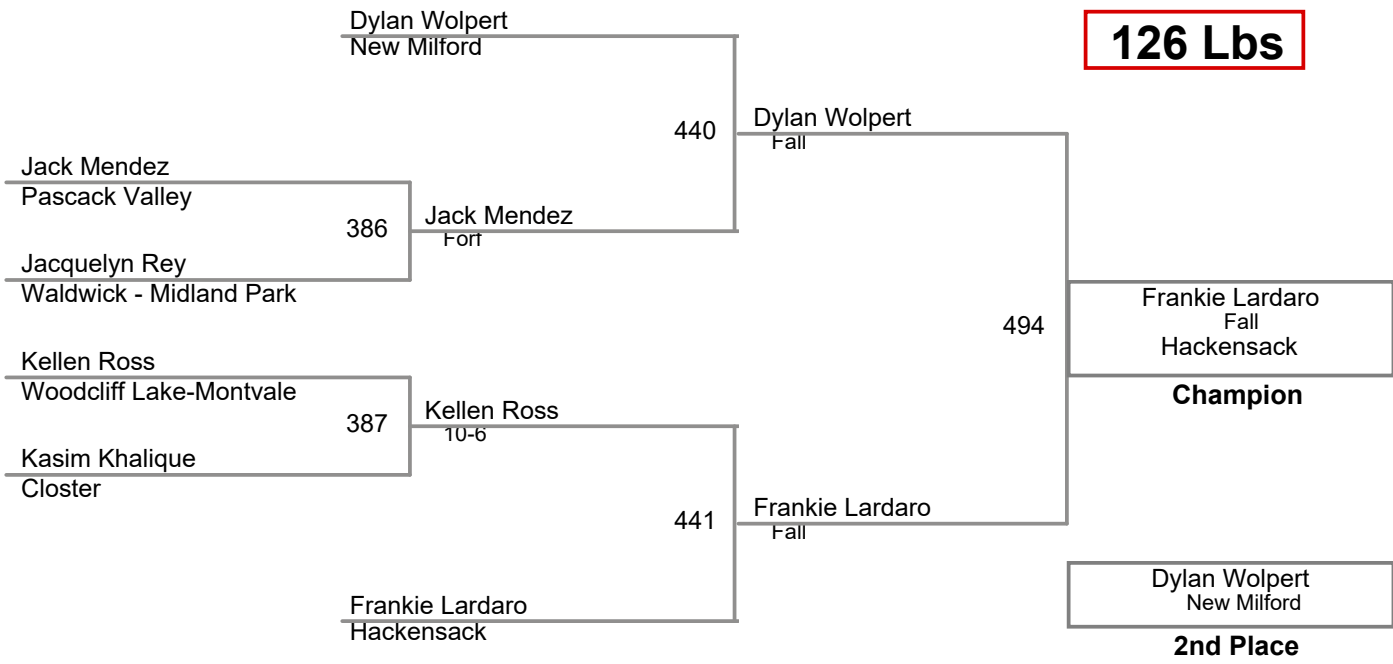 Dylan Wolpert
New Milford
126 Lbs
440
Dylan Wolpert
Fall
Jack Mendez
Pascack Valley
386
Jack Mendez
Forf
Jacquelyn Rey
Waldwick - Midland Park
494
Frankie Lardaro
Fall
Hackensack
Champion
Kellen Ross
Woodcliff Lake-Montvale
387
Kellen Ross
10-6
Kasim Khalique
Closter
441
Frankie Lardaro
Fall
Frankie Lardaro
Hackensack
Dylan Wolpert
New Milford
2nd Place